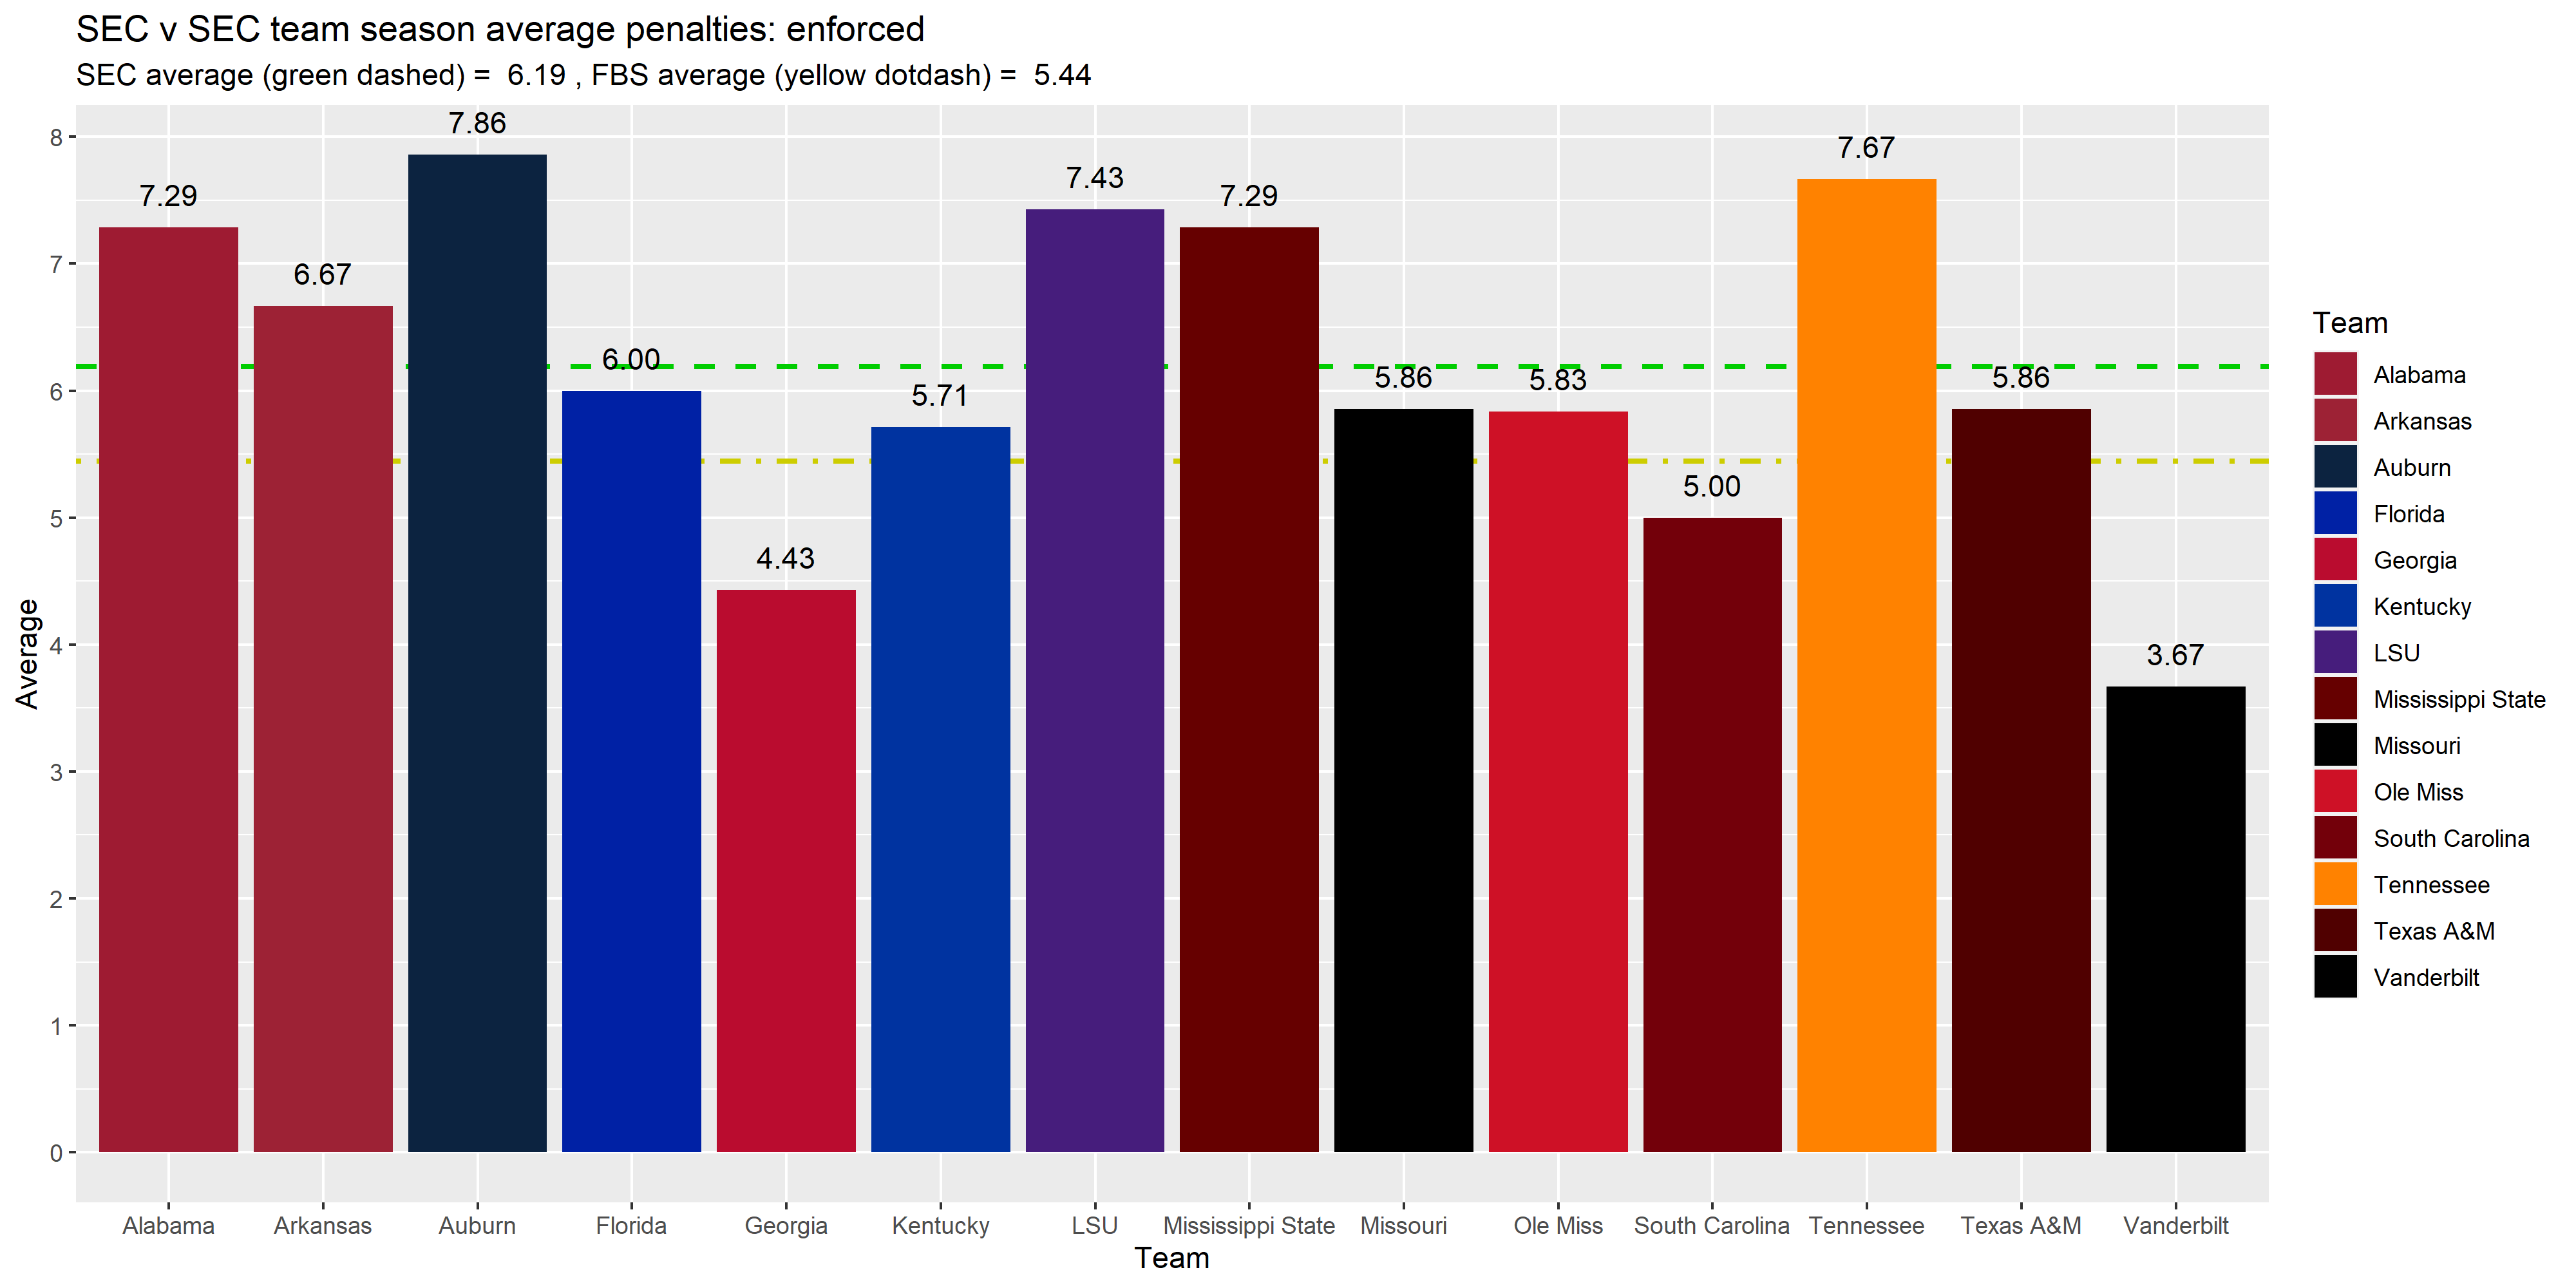 SEC v SEC team season average penalties: enforced
SEC average (green dashed) =  6.19 , FBS average (yellow dotdash) =  5.44
Average
8
7
6
5
4
3
2
1
0
7.29
6.67
7.86
6.00
4.43
5.71
7.43
7.29
5.86
5.83
5.00
7.67
5.86
3.67
Alabama
Arkansas
Auburn
Florida
Georgia
Kentucky
LSU
Mississippi State
Missouri
Ole Miss
South Carolina
Tennessee
Texas A&M
Vanderbilt
Team
Team
Alabama
Arkansas
Auburn
Florida
Georgia
Kentucky
LSU
Mississippi State
Missouri
Ole Miss
South Carolina
Tennessee
Texas A&M
Vanderbilt